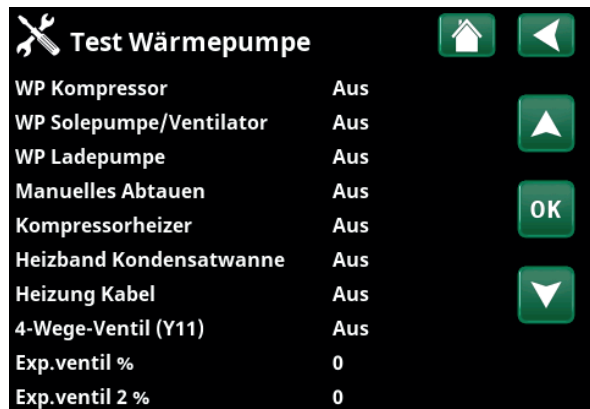 Test Wärmepumpe
WP Kompressor Aus
WP Solepumpe/Ventilator Aus
WP Ladepumpe Aus
Manuelles Abtauen Aus
Kompressorheizer Aus
OK
Heizband Kondensatwanne Aus
Heizung Kabel Aus
4-Wege-Ventil (Y11) Aus
Exp.ventil % 0
Exp.ventil 2 % 0